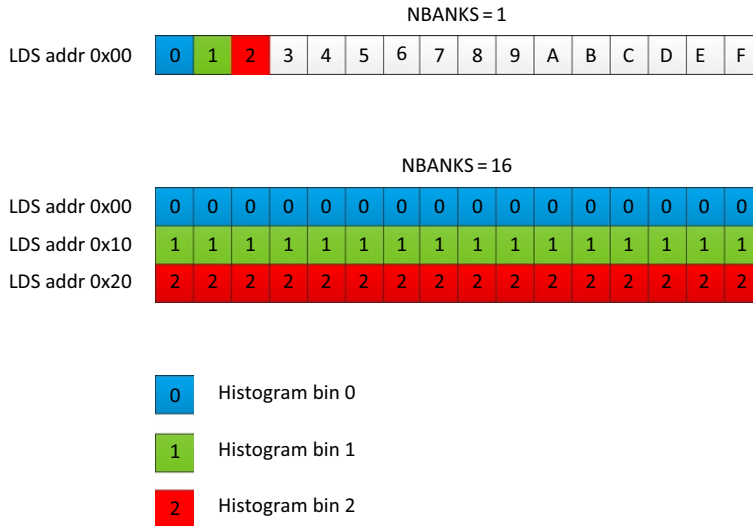 NBANKS = 1
LDS addr 0x00 0 1 2 3 4 5 6 7 8 9 A B C D E F
NBANKS = 16
LDS addr 0x00 0 0 0 0 0 0 0 0 0 0 0 0 0 0 0 0
LDS addr 0x10 1 1 1 1 1 1 1 1 1 1 1 1 1 1 1 1
LDS addr 0x20 2 2 2 2 2 2 2 2 2 2 2 2 2 2 2 2
0 Histogram bin 0
1 Histogram bin 1
2 Histogram bin 2